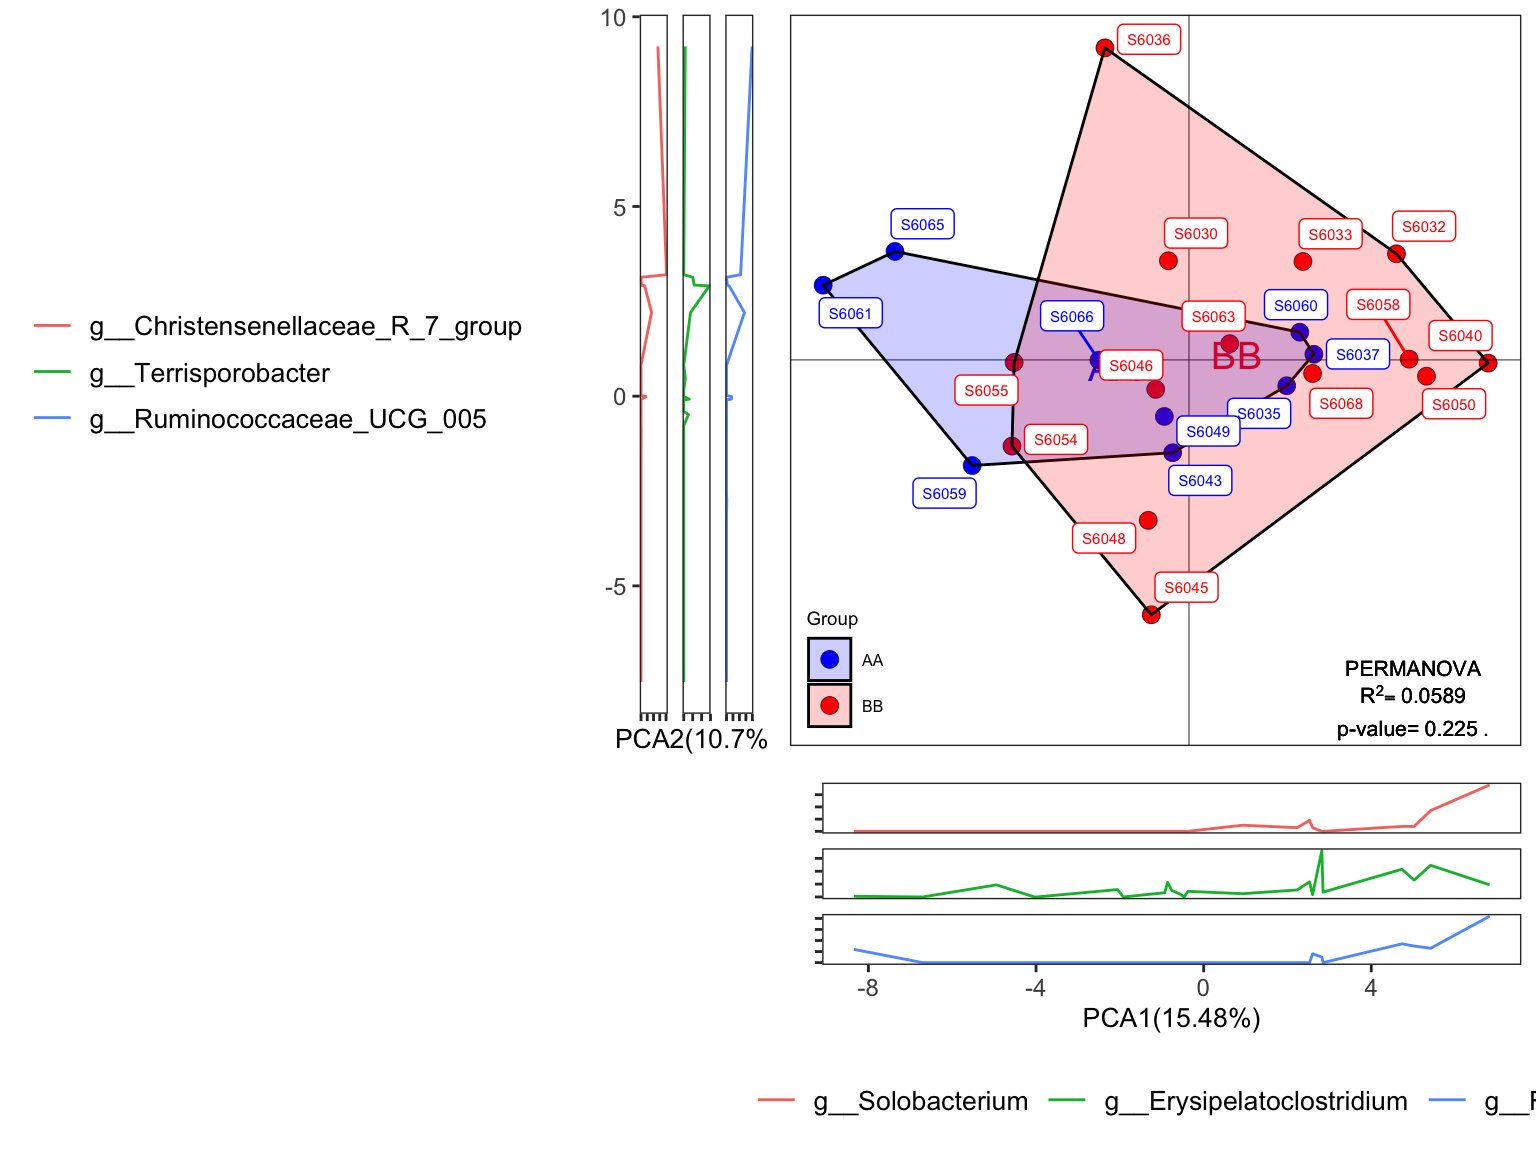 10
5
0
-5
g__Christensenellaceae_R_7_group
g__Terrisporobacter
g__Ruminococcaceae_UCG_005
PCA2(10.7%
S6036
S6065
S6030
S6033
S6032
S6061
S6066
S6063
S6060
S6058
S6040
BB
S6037
S6046
S6055
S6068
S6050
S6035
S6054
S6049
S6059
S6043
S6048
S6045
Group
AA
BB
PERMANOVA
R2= 0.0589
p-value= 0.225 .
-8 -4 0 4
PCA1(15.48%)
g__Solobacterium g__Erysipelatoclostridium